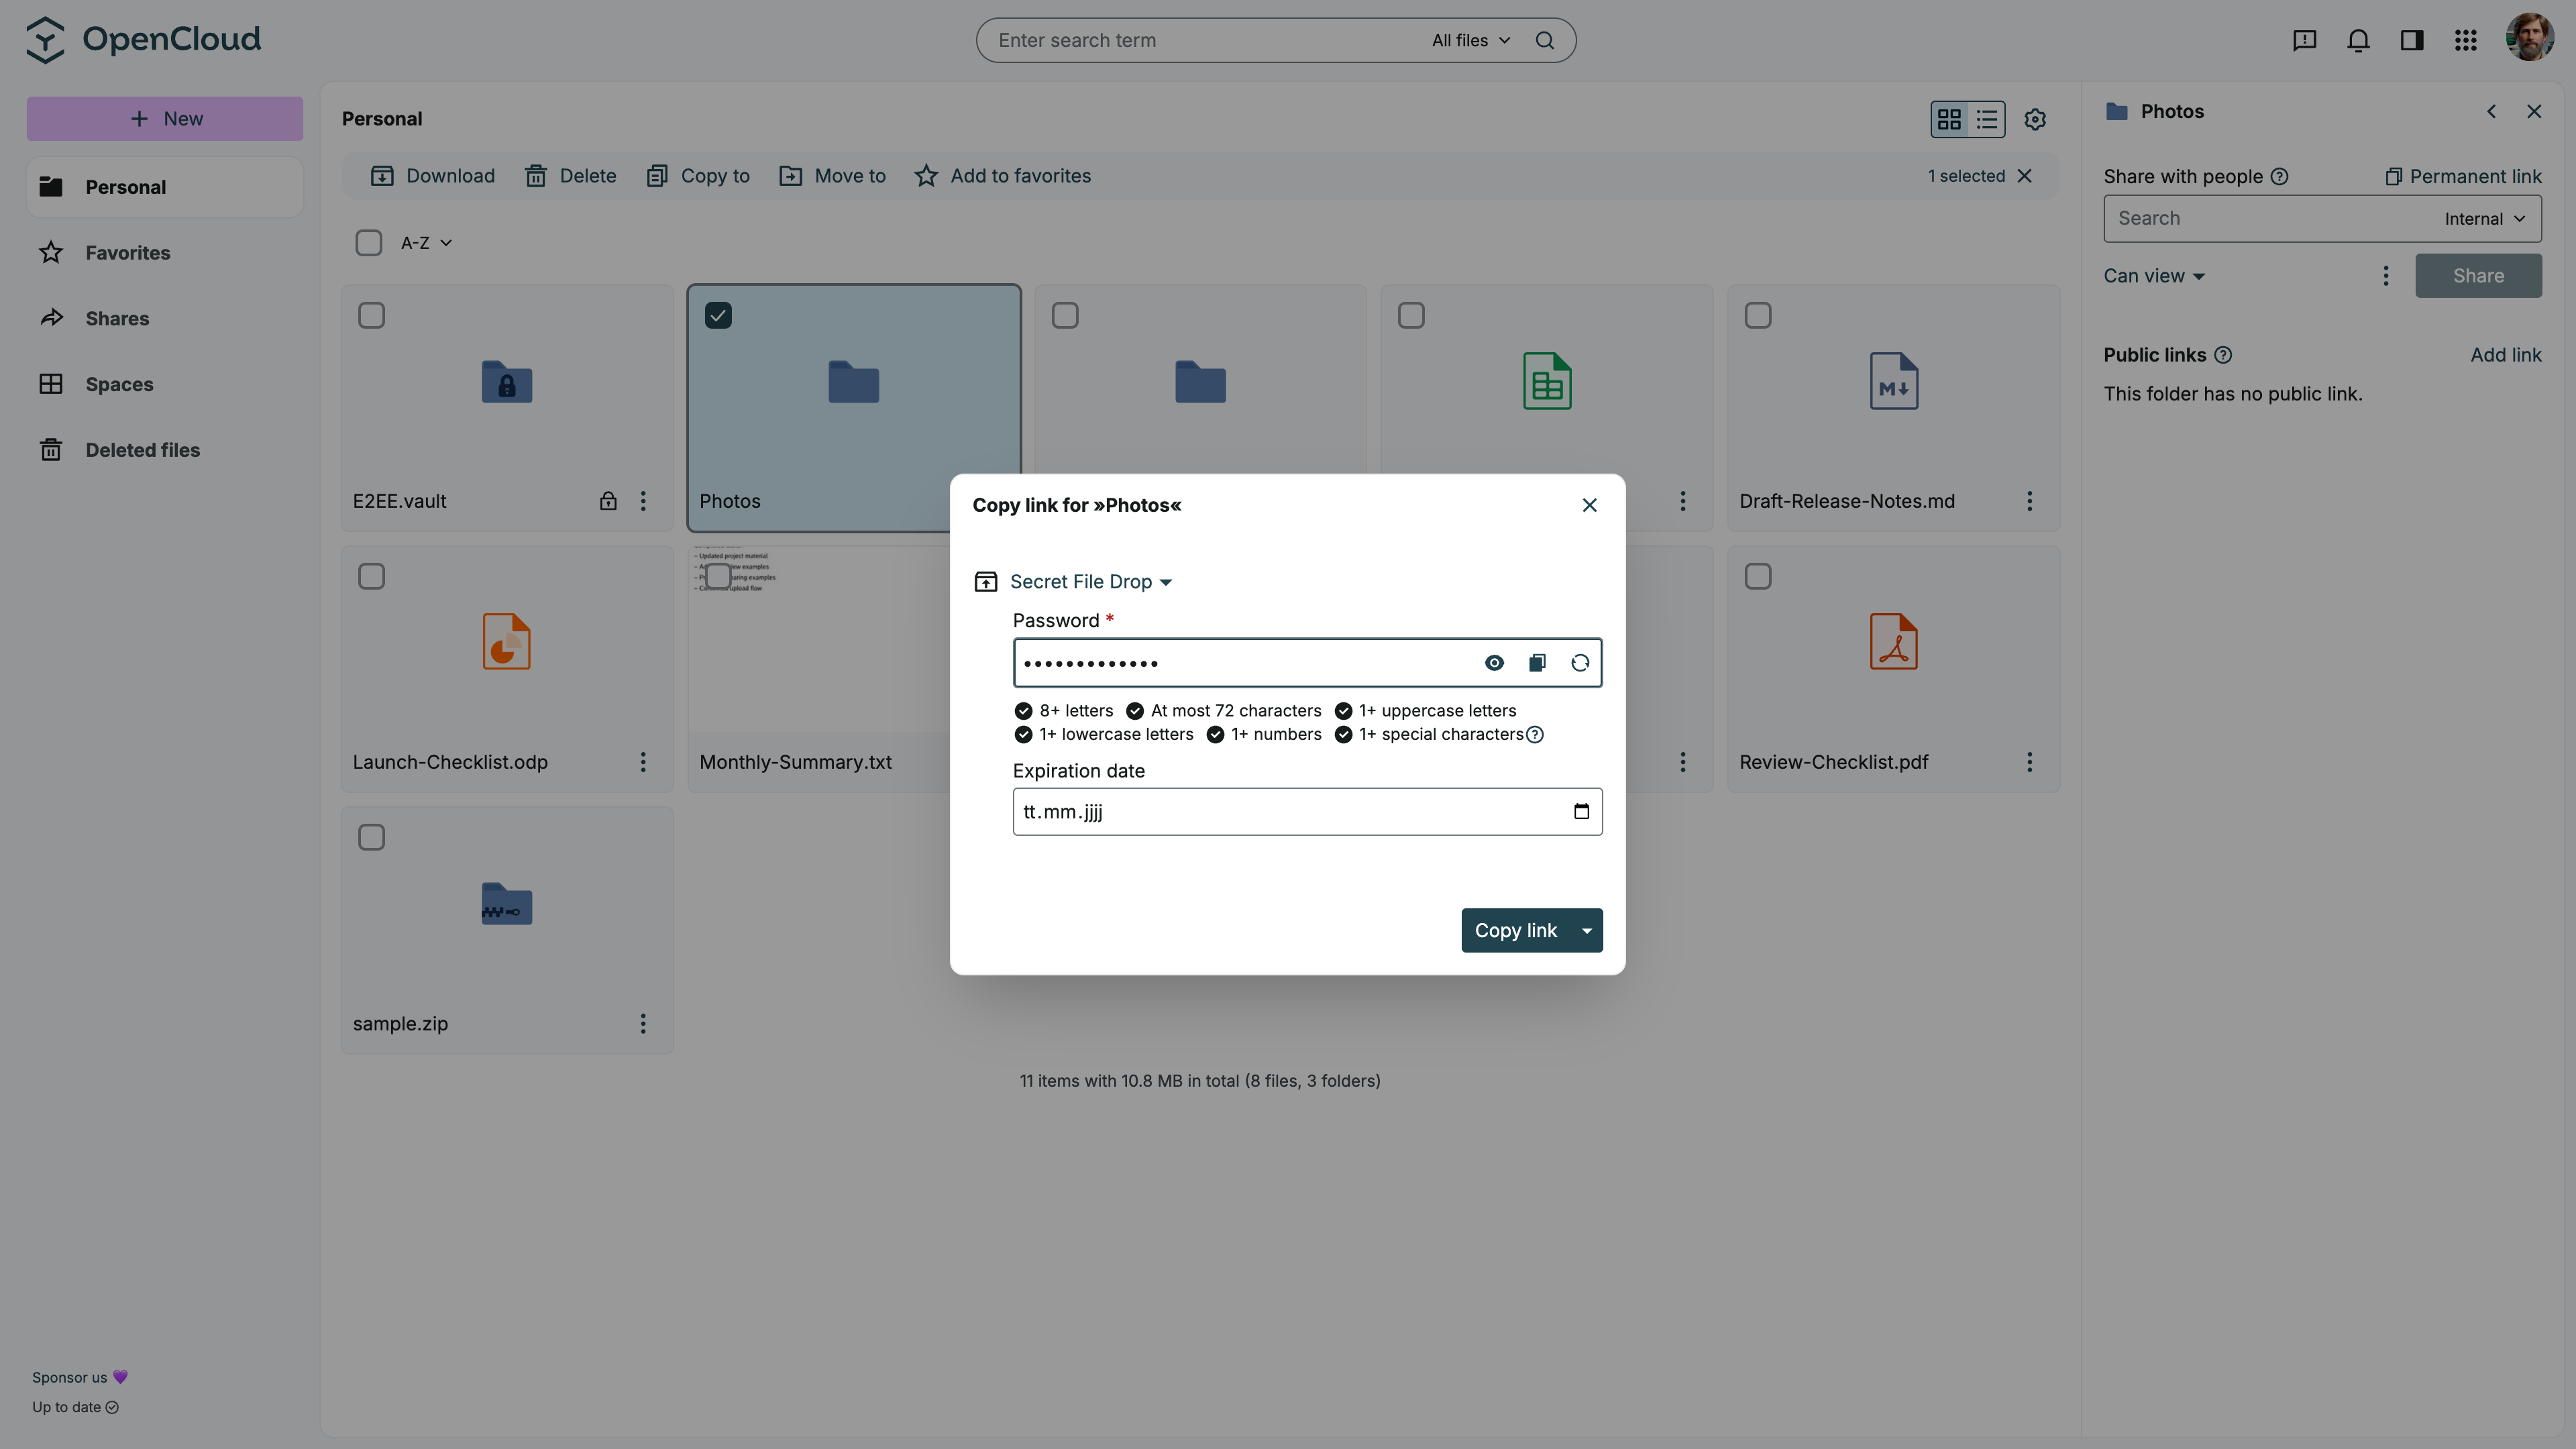 OpenCloud
Enter search term
All files
New
Personal
Favorites
Shares
Spaces
Deleted files
Sponsor us 💜
Up to date
Personal
Download
Delete
Copy to
Move to
Add to favorites
1 selected
A-Z
E2EE.vault
Photos
Draft-Release-Notes.md
M
– Updated project material
Launch-Checklist.odp
Monthly-Summary.txt
Review-Checklist.pdf
sample.zip
11 items with 10.8 MB in total (8 files, 3 folders)
Copy link for »Photos«
Secret File Drop
Password *
•••••••••••••
8+ letters At most 72 characters 1+ uppercase letters
1+ lowercase letters 1+ numbers 1+ special characters
Expiration date
tt.mm.jjjj
Copy link
Photos
Share with people
Permanent link
Search
Internal
Can view
Share
Public links
Add link
This folder has no public link.